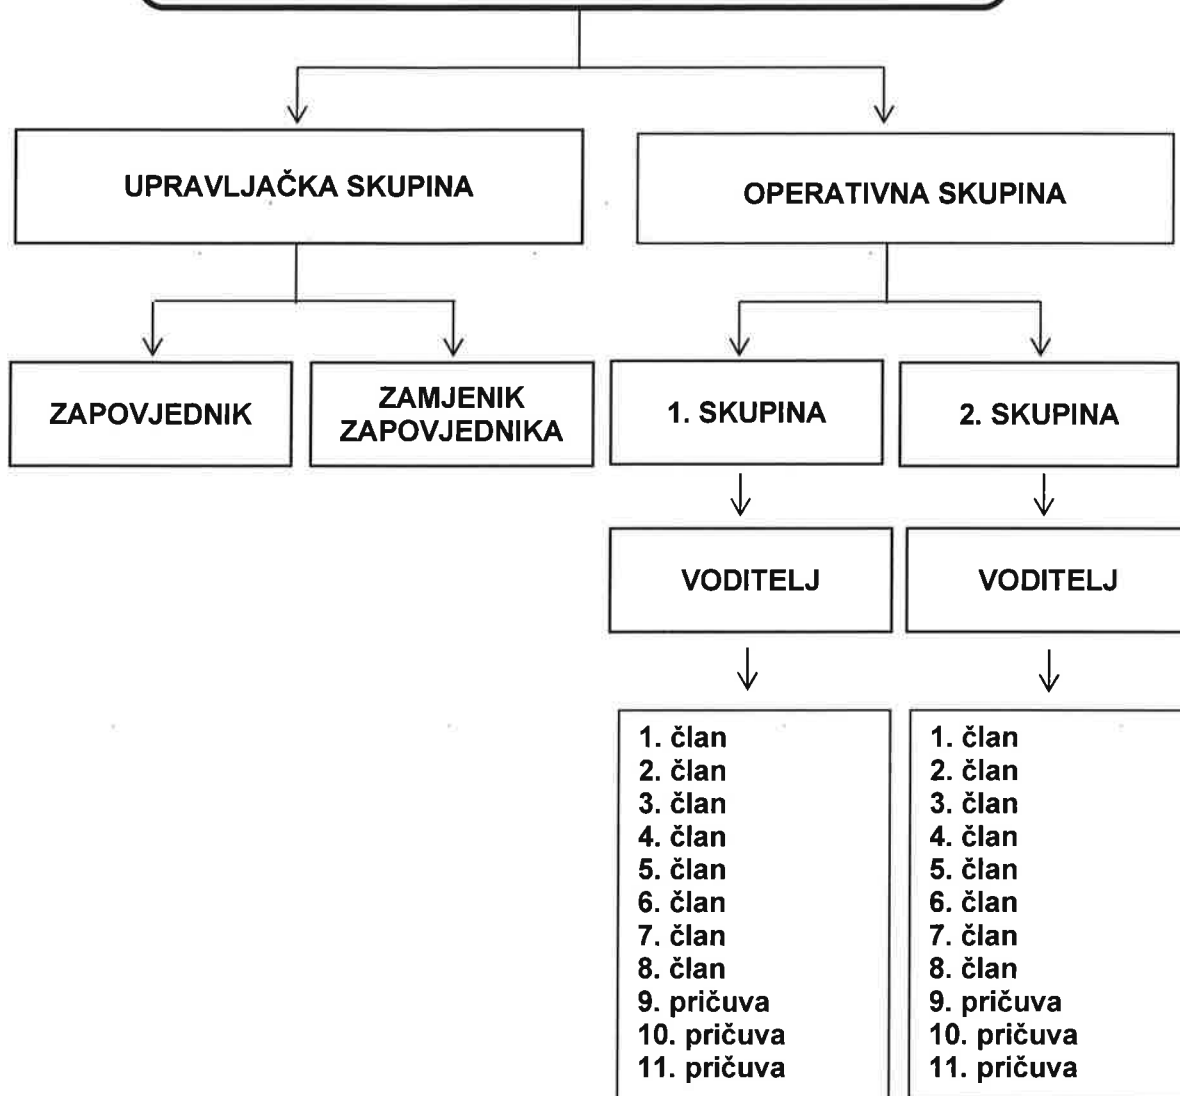 UPRAVLJAČKA SKUPINA
OPERATIVNA SKUPINA
ZAPOVJEDNIK
ZAMJENIK
ZAPOVJEDNIKA
1. SKUPINA
2. SKUPINA
VODITELJ
VODITELJ
1. član
2. član
3. član
4. član
5. član
6. član
7. član
8. član
9. pričuva
10. pričuva
11. pričuva
1. član
2. član
3. član
4. član
5. član
6. član
7. član
8. član
9. pričuva
10. pričuva
11. pričuva